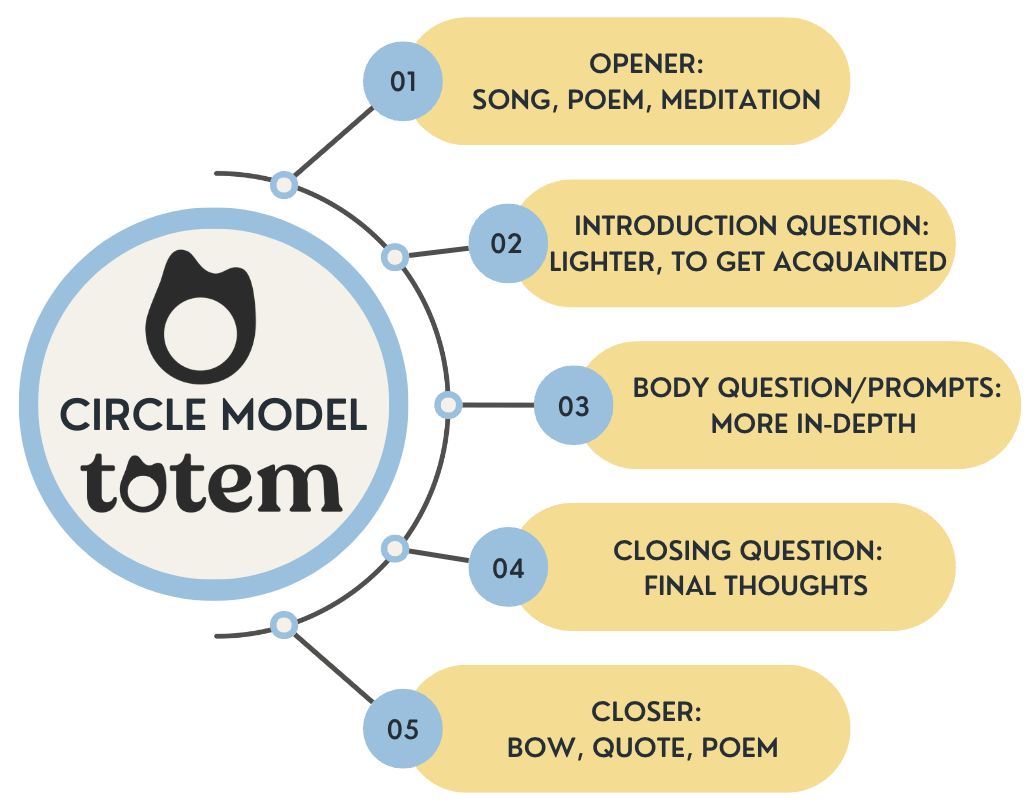 01
OPENER:
SONG, POEM, MEDITATION
02
INTRODUCTION QUESTION:
LIGHTER, TO GET ACQUAINTED
CIRCLE MODEL
totem
03
BODY QUESTION/PROMPTS:
MORE IN-DEPTH
04
CLOSING QUESTION:
FINAL THOUGHTS
05
CLOSER:
BOW, QUOTE, POEM